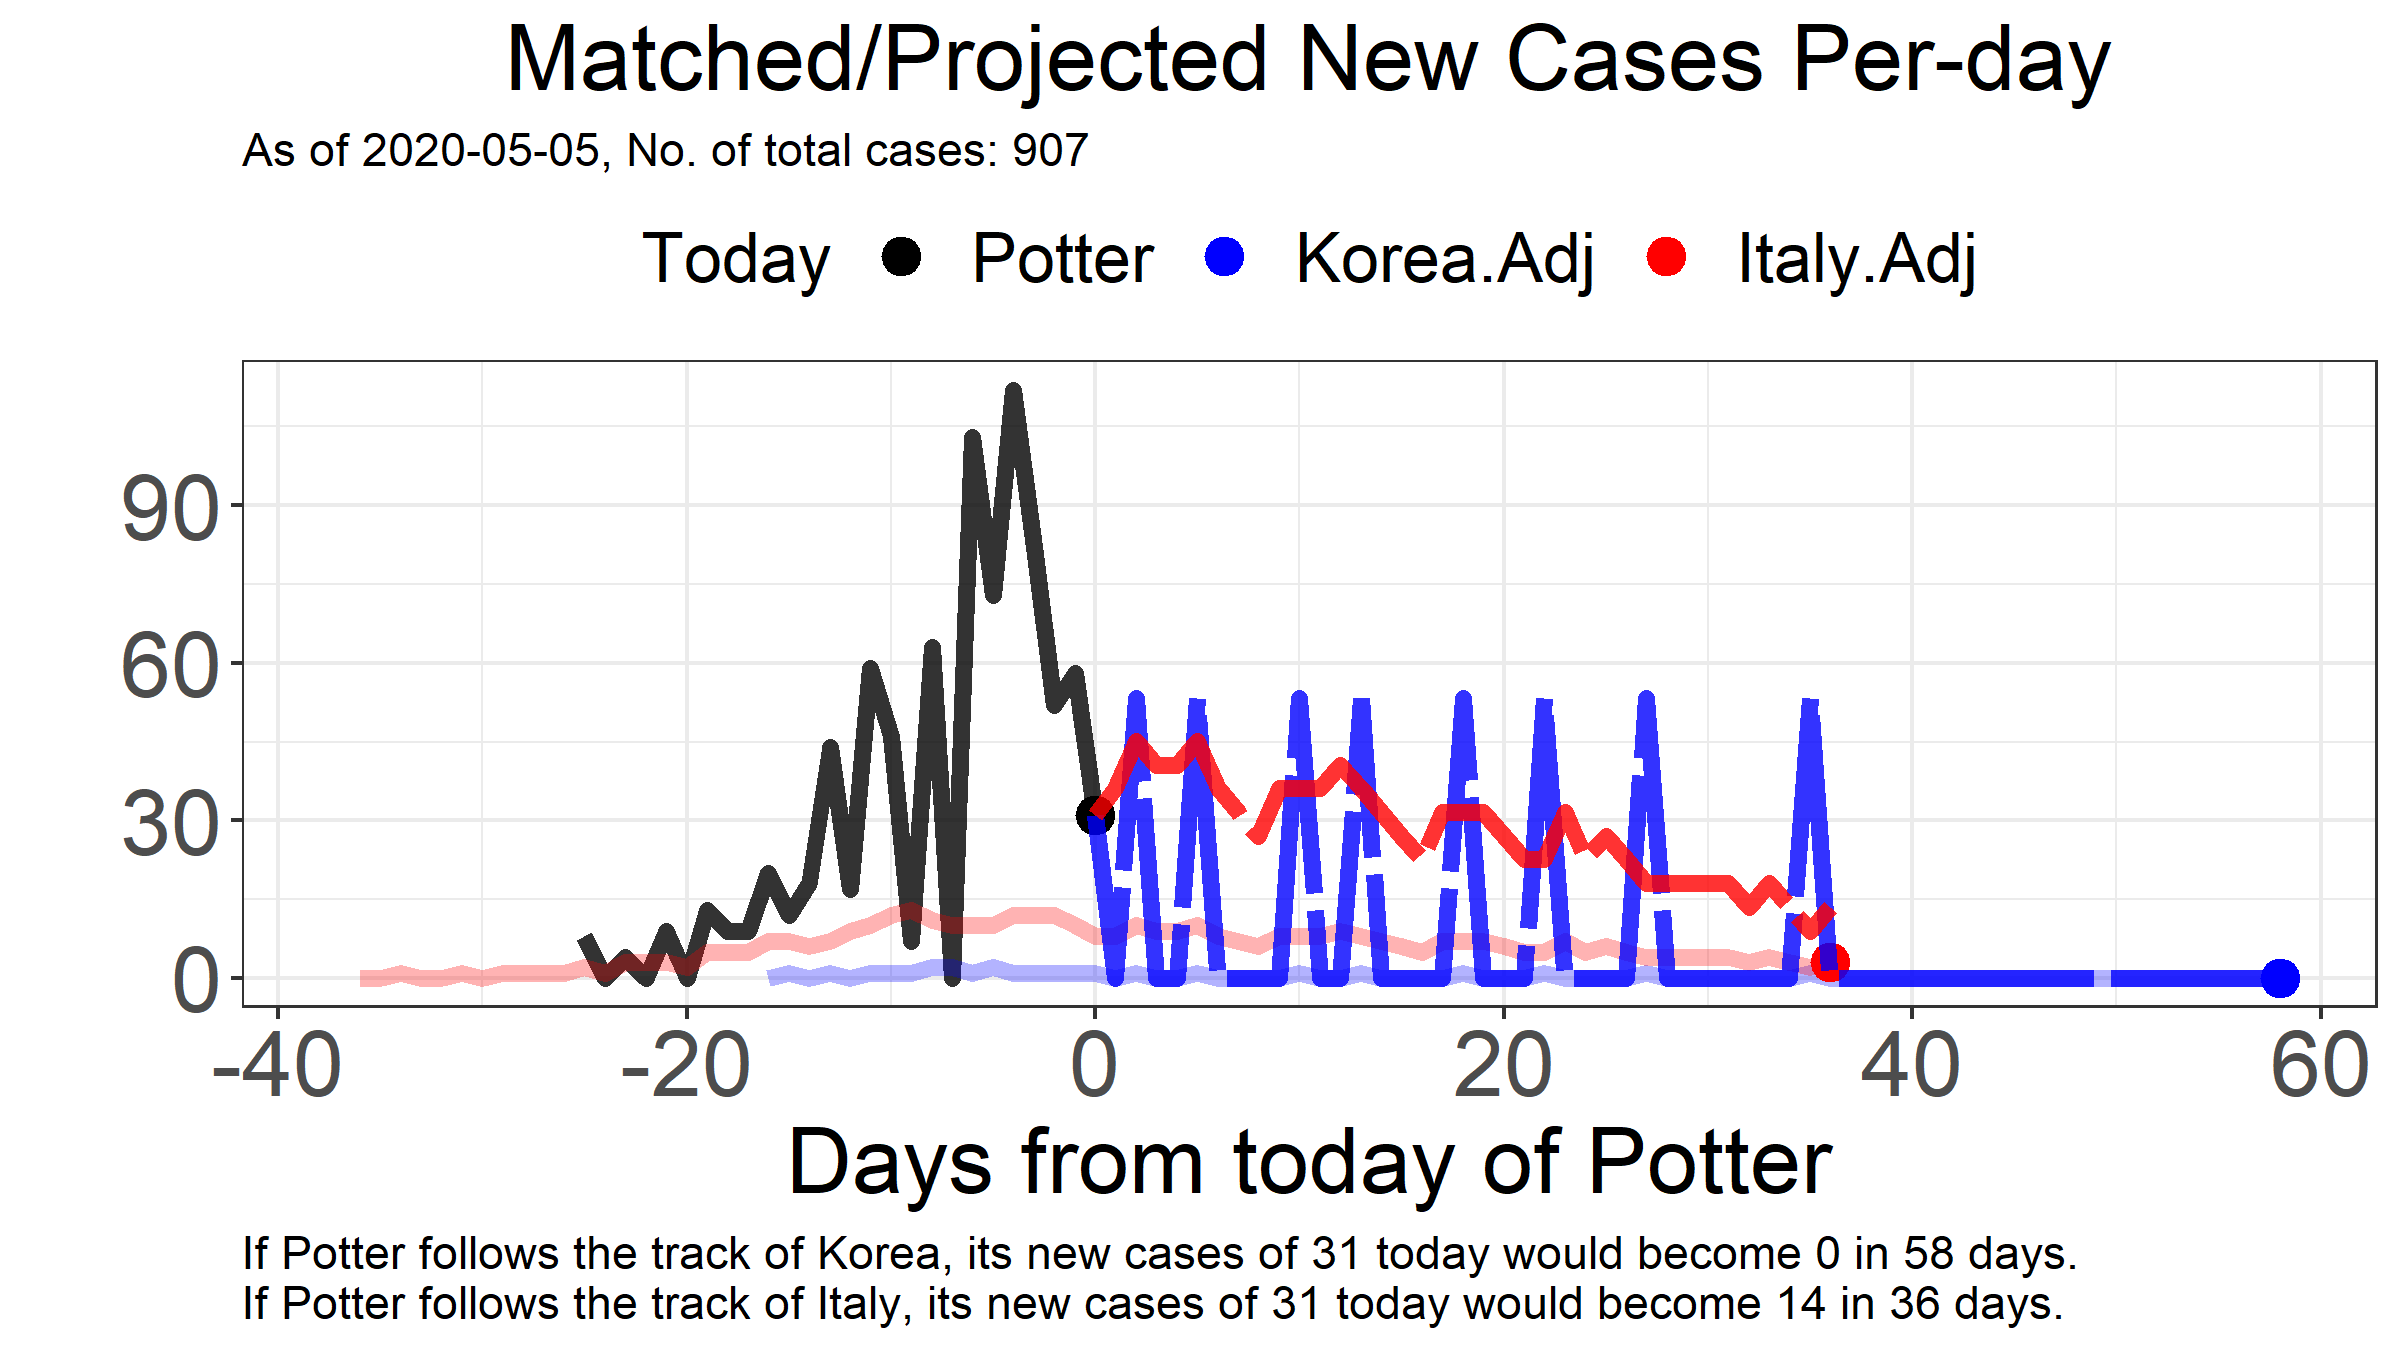 Matched/Projected New Cases Per-day
As of 2020-05-05, No. of total cases: 907
Today Potter Korea.Adj Italy.Adj
90
60
30
0
-40 -20 0 20 40 60
Days from today of Potter
If Potter follows the track of Korea, its new cases of 31 today would become 0 in 58 days.
If Potter follows the track of Italy, its new cases of 31 today would become 14 in 36 days.